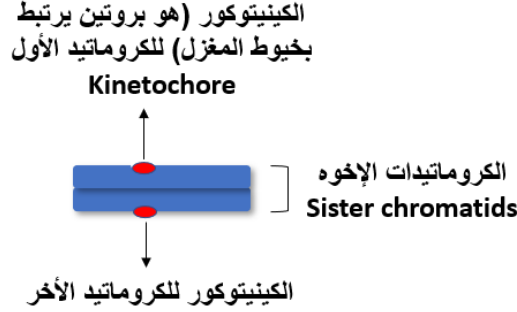 الكينيتوكور (هو بروتين يرتبط
بخيوط المغزل) للكروماتيد الأول
Kinetochore
الكروماتيدات الإخوه
Sister chromatids
الكينيتوكور للكروماتيد الأخر